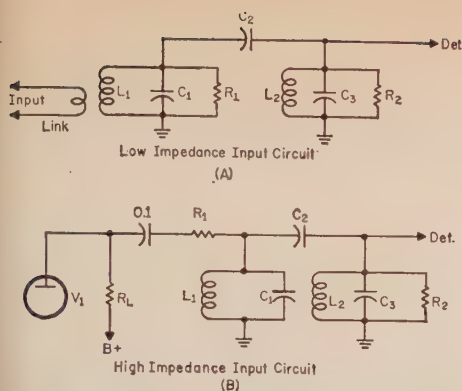 C2
Det.
Input
L1
C1
R1
L2
C3
R2
Link
Low Impedance Input Circuit
(A)
0.1
R1
C2
Det.
V1
RL
L1
C1
L2
C3
R2
B+
High Impedance Input Circuit
(B)